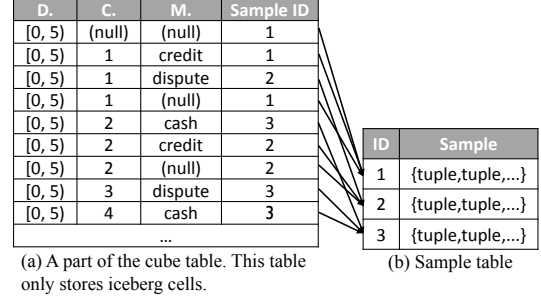 D. C. M. Sample ID
[0, 5) (null) (null) 1
[0, 5) 1 credit 1
[0, 5) 1 dispute 2
[0, 5) 1 (null) 1
[0, 5) 2 cash 3
[0, 5) 2 credit 2
[0, 5) 2 (null) 2
[0, 5) 3 dispute 3
[0, 5) 4 cash 3
...
(a) A part of the cube table. This table
only stores iceberg cells.
ID Sample
1 {tuple,tuple,...}
2 {tuple,tuple,...}
3 {tuple,tuple,...}
(b) Sample table